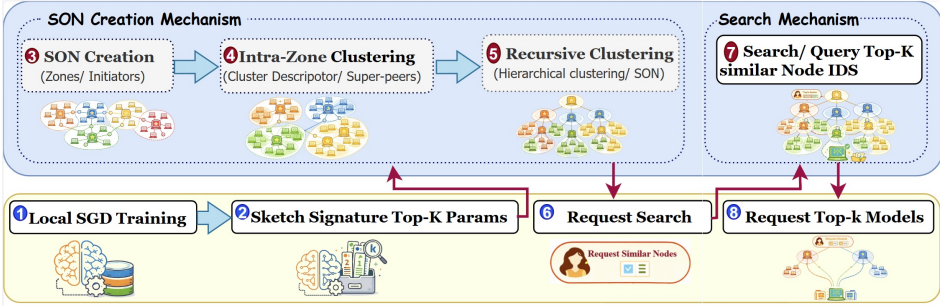 SON Creation Mechanism
Search Mechanism
3 SON Creation
(Zones/ Initiators)
4 Intra-Zone Clustering
(Cluster Descripotor/ Super-peers)
5 Recursive Clustering
(Hierarchical clustering/ SON)
7 Search/ Query Top-K
similar Node IDS
1 Local SGD Training
2 Sketch Signature Top-K Params
6 Request Search
8 Request Top-k Models
Request Similar Nodes
k